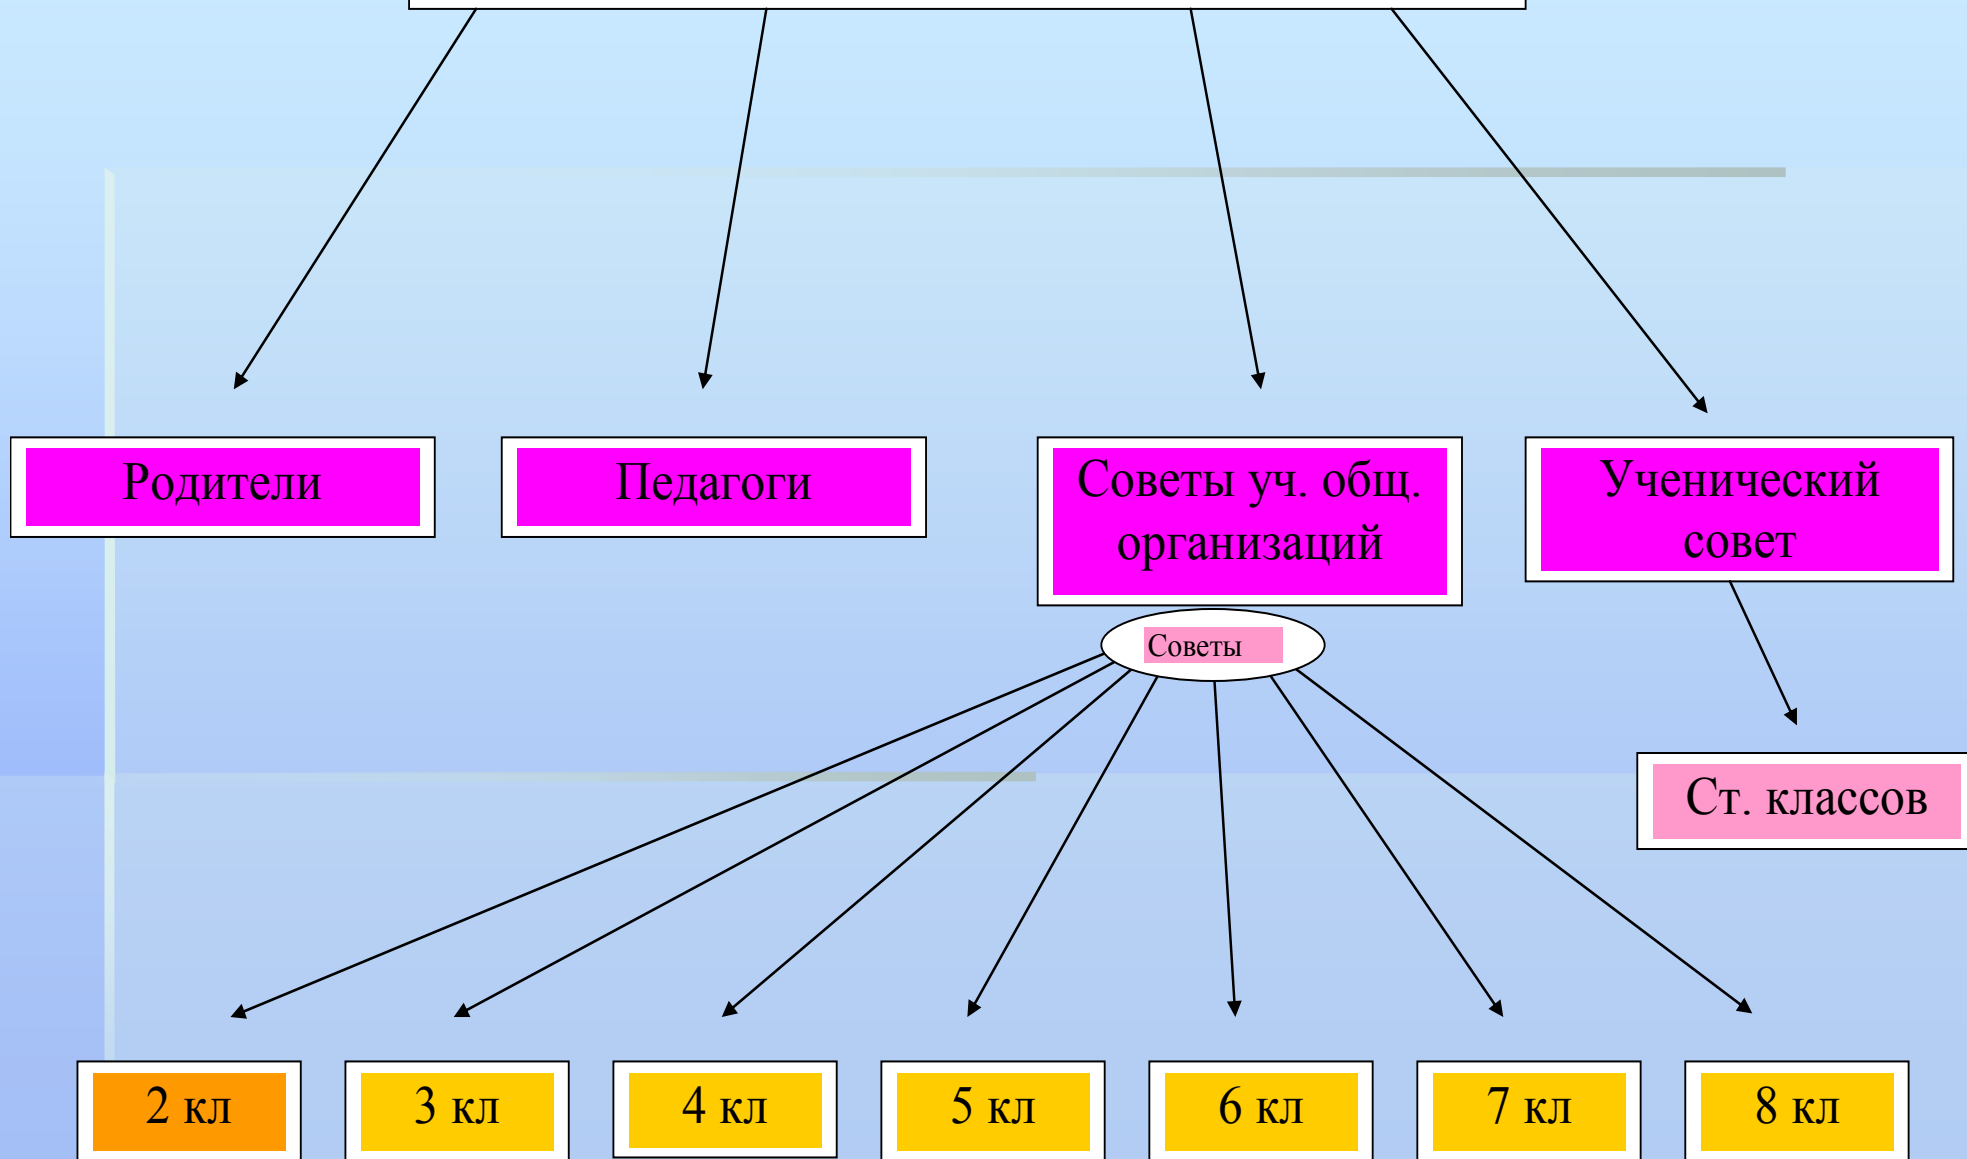 Родители
Педагоги
Советы уч. общ.
организаций
Ученический
совет
Советы
Ст. классов
2 кл
3 кл
4 кл
5 кл
6 кл
7 кл
8 кл